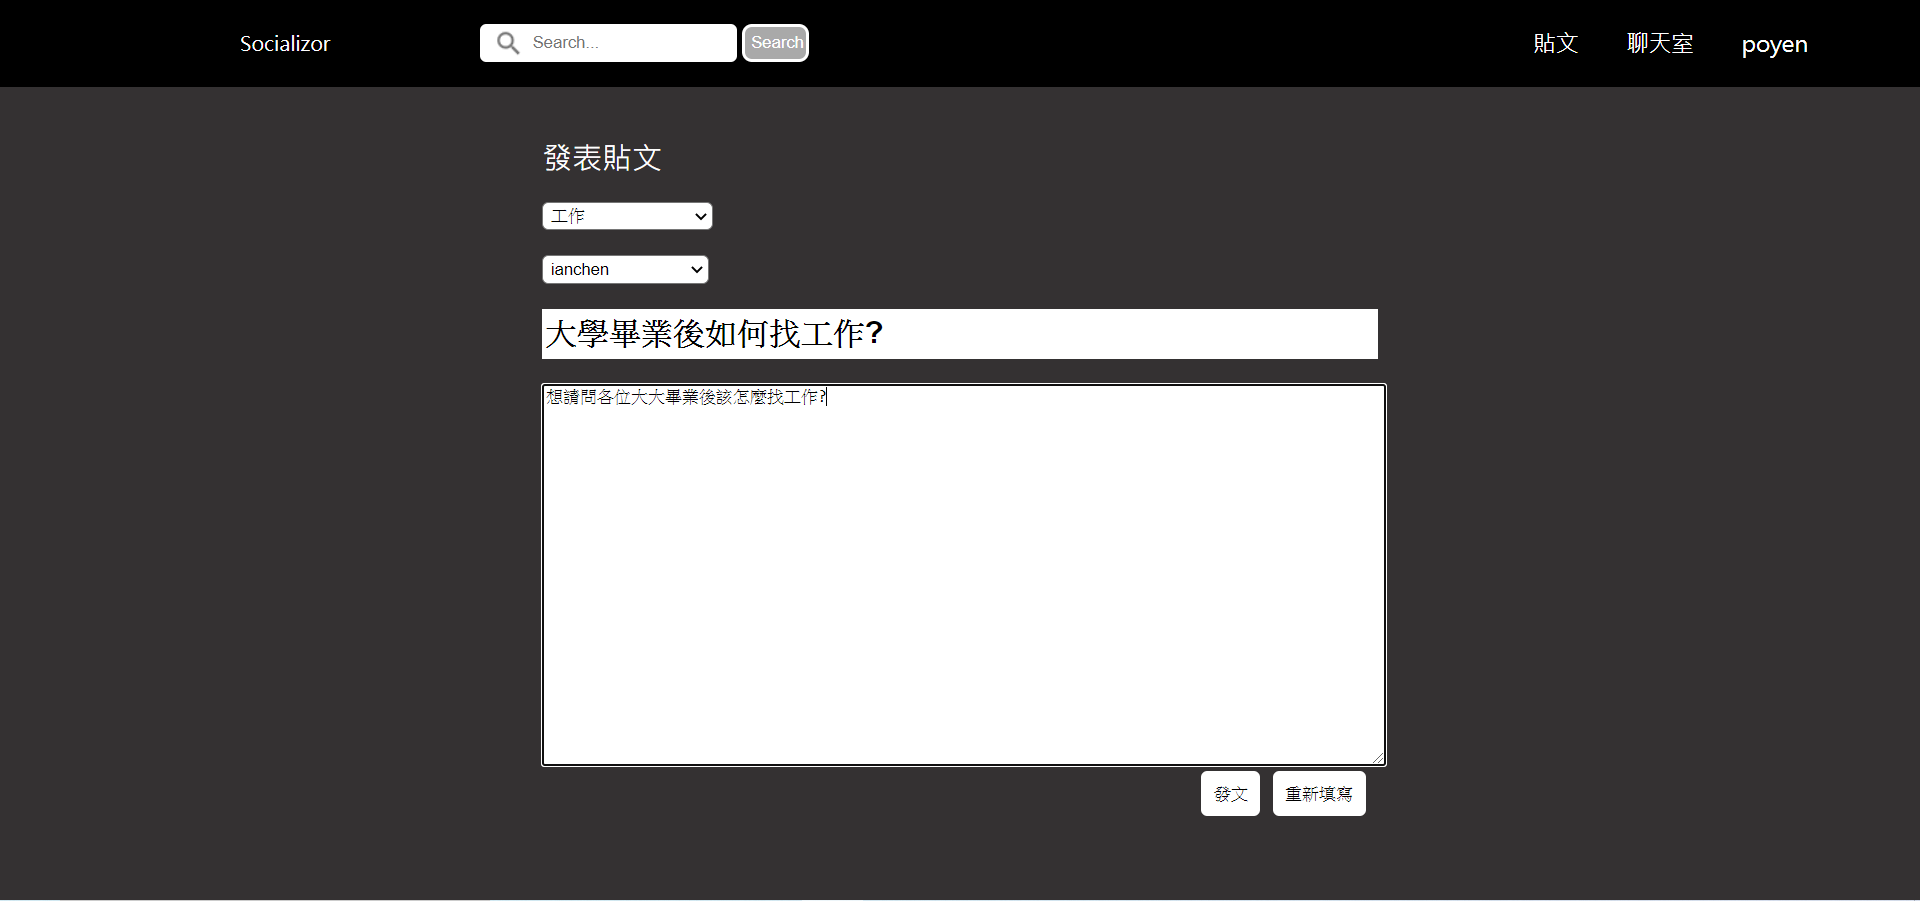 Socializor
Search...
Search
貼文
聊天室
poyen
發表貼文
工作
ianchen
大學畢業後如何找工作?
想請問各位大大畢業後該怎麼找工作?
發文
重新填寫